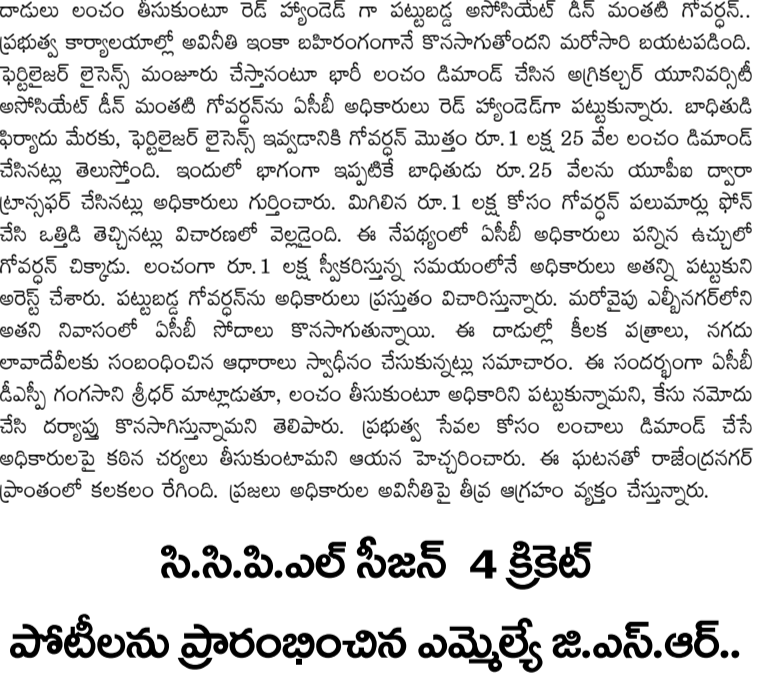 దాడులు లంచం తీసుకుంటూ రెడ్ హ్యాండెడ్ గా పట్టుబడ్డ అసోసియేట్ డీన్ మంతటి గోవర్ధన్..
ప్రభుత్వ కార్యాలయాల్లో అవినీతి ఇంకా బహిరంగంగానే కొనసాగుతోందని మరోసారి బయటపడింది.
ఫెర్టిలైజర్ లైసెన్స్ మంజూరు చేస్తానంటూ భారీ లంచం డిమాండ్ చేసిన అగ్రికల్చర్ యూనివర్సిటీ
అసోసియేట్ డీన్ మంతటి గోవర్ధన్‌ను ఏసీబీ అధికారులు రెడ్ హ్యాండెడ్‌గా పట్టుకున్నారు. బాధితుడి
ఫిర్యాదు మేరకు, ఫెర్టిలైజర్ లైసెన్స్ ఇవ్వడానికి గోవర్ధన్ మొత్తం రూ.1 లక్ష 25 వేల లంచం డిమాండ్
చేసినట్లు తెలుస్తోంది. ఇందులో భాగంగా ఇప్పటికే బాధితుడు రూ.25 వేలను యూపీఐ ద్వారా
ట్రాన్సఫర్ చేసినట్లు అధికారులు గుర్తించారు. మిగిలిన రూ.1 లక్ష కోసం గోవర్ధన్ పలుమార్లు ఫోన్
చేసి ఒత్తిడి తెచ్చినట్లు విచారణలో వెల్లడైంది. ఈ నేపథ్యంలో ఏసీబీ అధికారులు పన్నిన ఉచ్చులో
గోవర్ధన్ చిక్కాడు. లంచంగా రూ.1 లక్ష స్వీకరిస్తున్న సమయంలోనే అధికారులు అతన్ని పట్టుకుని
అరెస్ట్ చేశారు. పట్టుబడ్డ గోవర్ధన్‌ను అధికారులు ప్రస్తుతం విచారిస్తున్నారు. మరోవైపు ఎల్బీనగర్‌లోని
అతని నివాసంలో ఏసీబీ సోదాలు కొనసాగుతున్నాయి. ఈ దాడుల్లో కీలక పత్రాలు, నగదు
లావాదేవీలకు సంబంధించిన ఆధారాలు స్వాధీనం చేసుకున్నట్లు సమాచారం. ఈ సందర్భంగా ఏసీబీ
డీఎస్పీ గంగసాని శ్రీధర్ మాట్లాడుతూ, లంచం తీసుకుంటూ అధికారిని పట్టుకున్నామని, కేసు నమోదు
చేసి దర్యాప్తు కొనసాగిస్తున్నామని తెలిపారు. ప్రభుత్వ సేవల కోసం లంచాలు డిమాండ్ చేసే
అధికారులపై కఠిన చర్యలు తీసుకుంటామని ఆయన హెచ్చరించారు. ఈ ఘటనతో రాజేంద్రనగర్
ప్రాంతంలో కలకలం రేగింది. ప్రజలు అధికారుల అవినీతిపై తీవ్ర ఆగ్రహం వ్యక్తం చేస్తున్నారు.
సి.సి.పి.ఎల్ సీజన్ 4 క్రికెట్
పోటీలను ప్రారంభించిన ఎమ్మెల్యే జి.ఎస్.ఆర్..